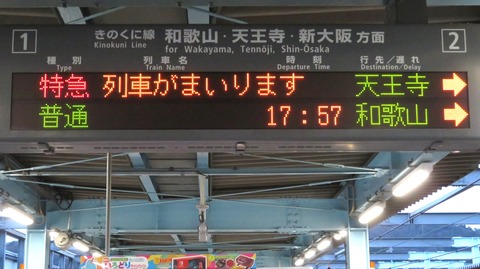 1 きのくに線 和歌山・天王寺・新大阪 方面 2
Kinokuni Line for Wakayama, Tennōji, Shin-Ōsaka
種別 列車名 時刻 行先／遅れ
Type Train Name Departure Time Destination/Delay
特急 列車がまいります 天王寺 →
普通 17:57 和歌山 →